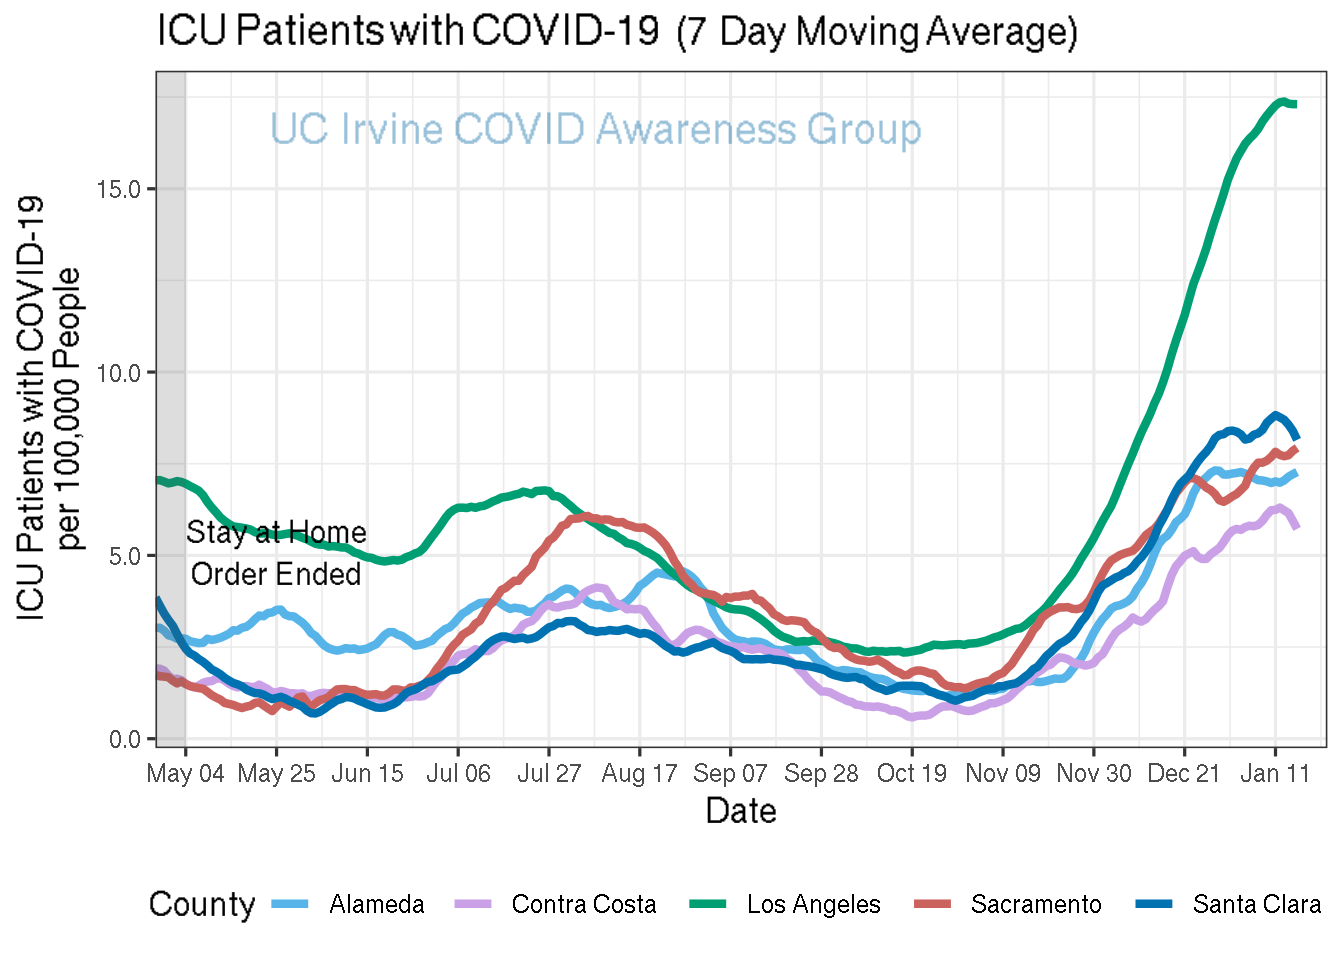 ICU Patients with COVID-19 (7 Day Moving Average)
UC Irvine COVID Awareness Group
ICU Patients with COVID-19
per 100,000 People
15.0
10.0
5.0
0.0
Stay at Home
Order Ended
May 04 May 25 Jun 15 Jul 06 Jul 27 Aug 17 Sep 07 Sep 28 Oct 19 Nov 09 Nov 30 Dec 21 Jan 11
Date
County Alameda Contra Costa Los Angeles Sacramento Santa Clara